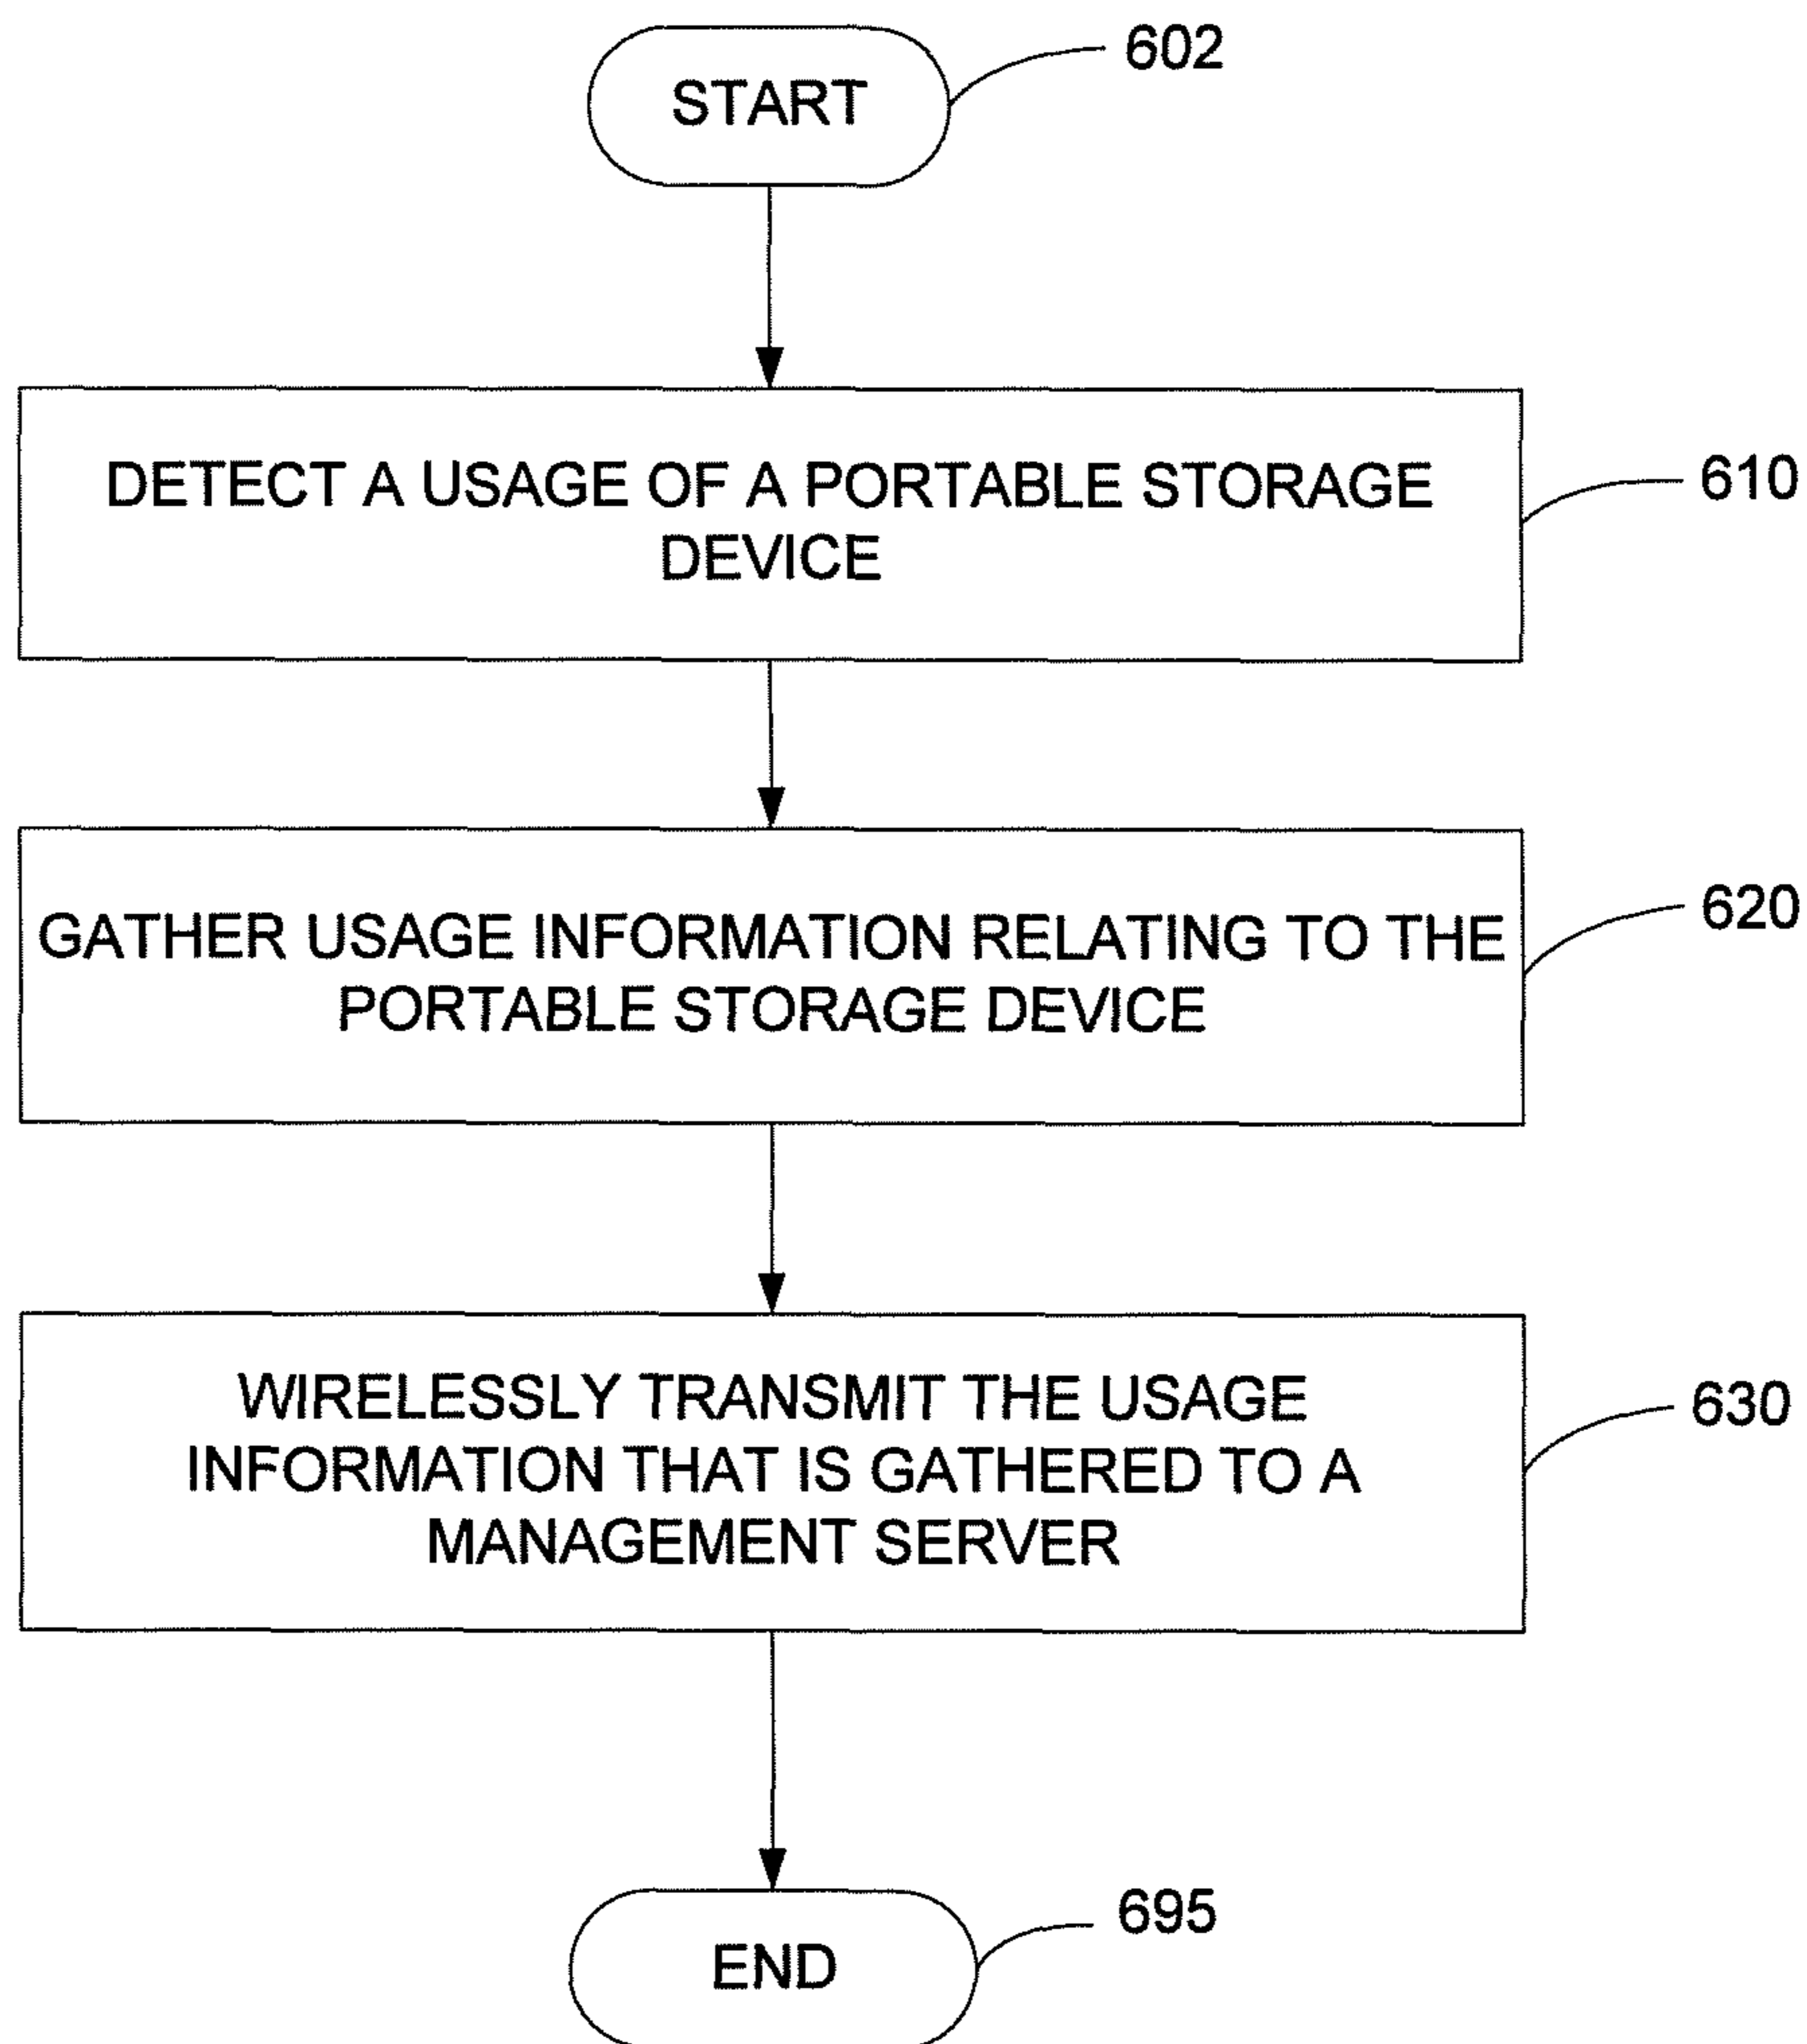 START
602
DETECT A USAGE OF A PORTABLE STORAGE
DEVICE
610
GATHER USAGE INFORMATION RELATING TO THE
PORTABLE STORAGE DEVICE
620
WIRELESSLY TRANSMIT THE USAGE
INFORMATION THAT IS GATHERED TO A
MANAGEMENT SERVER
630
END
695